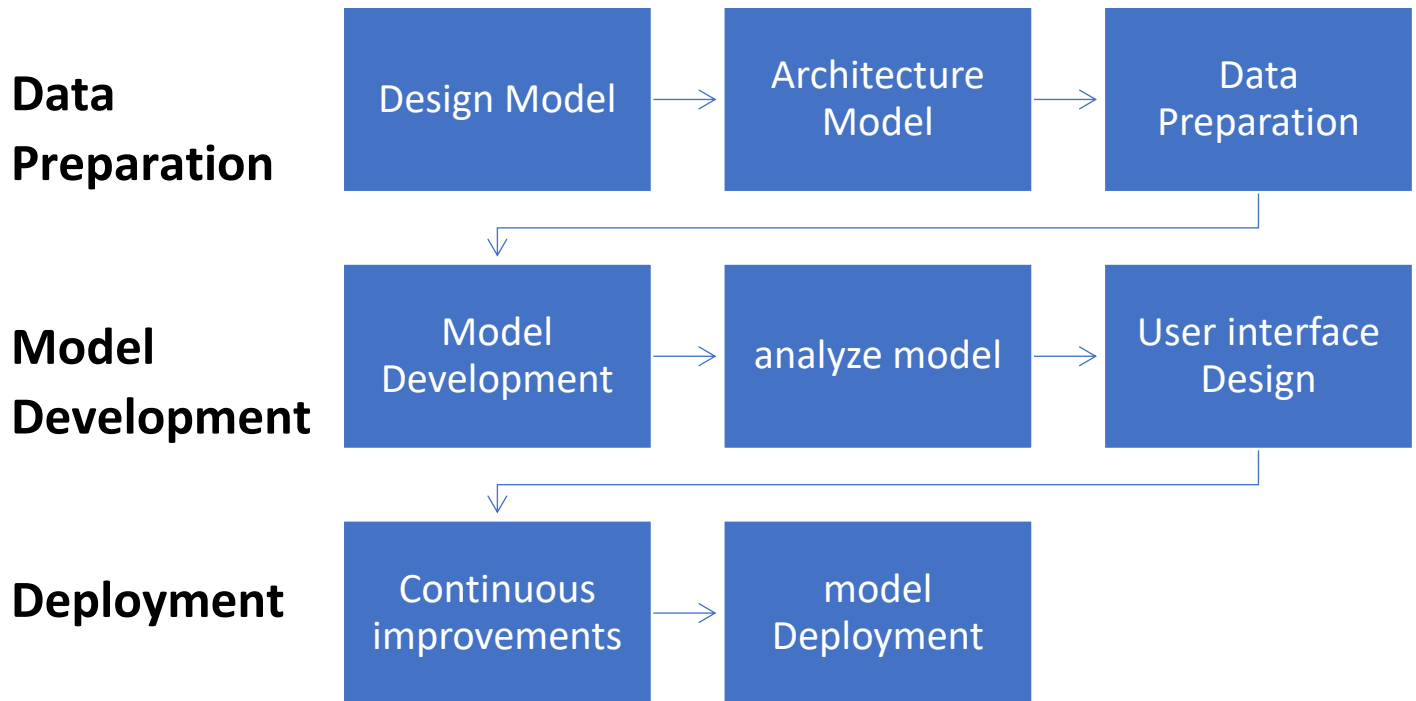 Data
Preparation
Design Model
Architecture
Model
Data
Preparation
Model
Development
Model
Development
analyze model
User interface
Design
Deployment
Continuous
improvements
model
Deployment